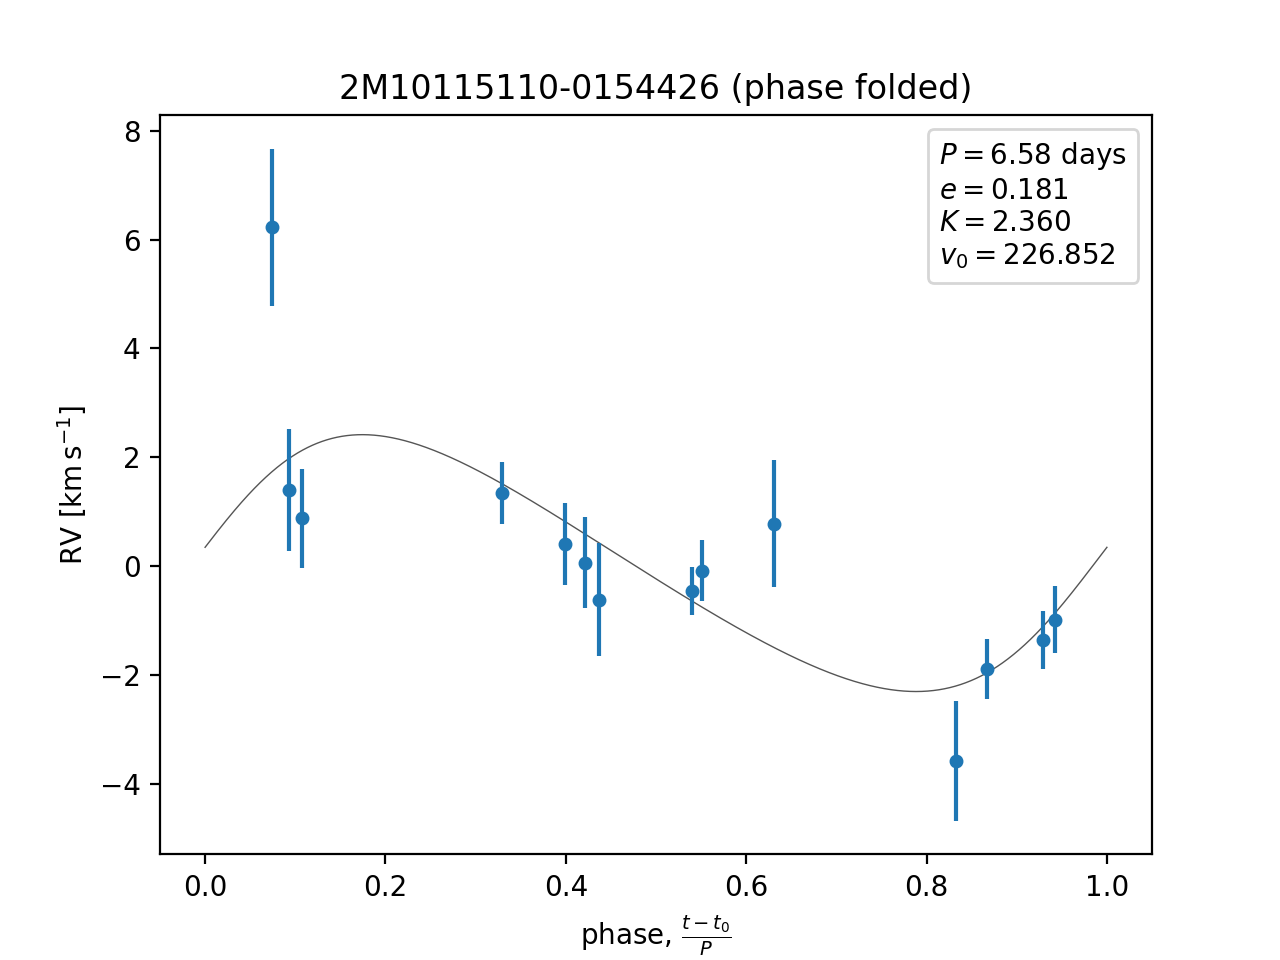 2M10115110-0154426 (phase folded)
P = 6.58 days
e = 0.181
K = 2.360
v₀ = 226.852
8
6
4
2
0
−2
−4
RV [km s⁻¹]
0.0 0.2 0.4 0.6 0.8 1.0
phase, (t − t₀)/P